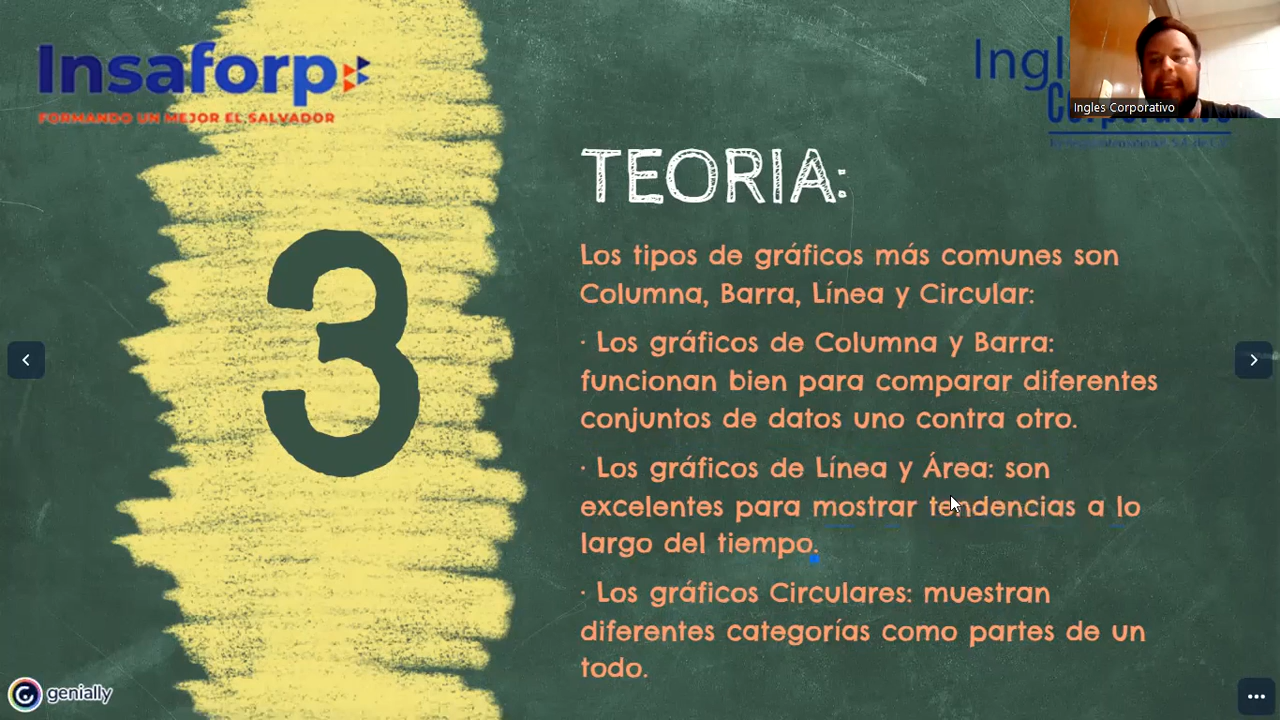 Insaforp
FORMANDO UN MEJOR EL SALVADOR
Ingles Corporativo
TEORIA:
3
Los tipos de gráficos más comunes son
Columna, Barra, Línea y Circular:
· Los gráficos de Columna y Barra:
funcionan bien para comparar diferentes
conjuntos de datos uno contra otro.
· Los gráficos de Línea y Área: son
excelentes para mostrar tendencias a lo
largo del tiempo.
· Los gráficos Circulares: muestran
diferentes categorías como partes de un
todo.
genially